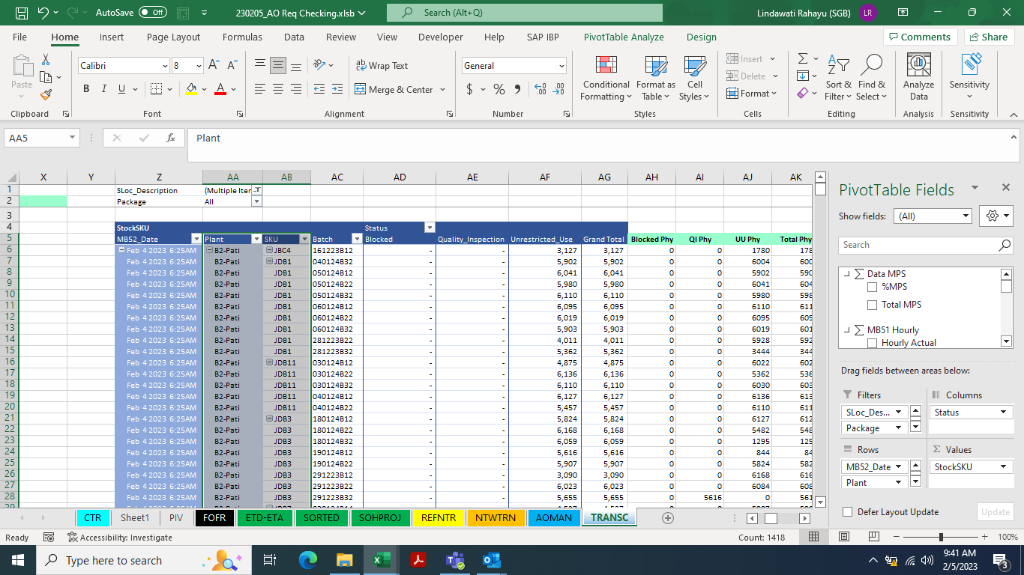 AutoSave Off 230205_AO Req Checking.xlsb Search (Alt+Q) Lindawati Rahayu (SGB) LR
File Home Insert Page Layout Formulas Data Review View Developer Help SAP IBP PivotTable Analyze Design Comments Share
Paste Calibri 8 A A Wrap Text General Insert Delete Format
B I U A Merge & Center $ % Conditional Formatting Format as Table Cell Styles Sort & Filter Find & Select Analyze Data Sensitivity
Clipboard Font Alignment Number Styles Cells Editing Analysis Sensitivity
AA5 fx Plant
X Y Z AA AB AC AD AE AF AG AH AI AJ AK
1 SLoc_Description (Multiple Iter
2 Package All
3
4 StockSKU Status
5 MB52_Date Plant SKU Batch Blocked Quality_Inspection Unrestricted_Use Grand Total Blocked Phy QI Phy UU Phy Total Phy
6 Feb 4 2023 6:25AM B2-Pati JBC4 161223B12 - - 3,127 3,127 0 0 1780 178
7 Feb 4 2023 6:25AM B2-Pati JDB1 040124B32 - - 5,902 5,902 0 0 6004 600
8 Feb 4 2023 6:25AM B2-Pati JDB1 050124B12 - - 6,041 6,041 0 0 5902 590
9 Feb 4 2023 6:25AM B2-Pati JDB1 050124B22 - - 5,980 5,980 0 0 6041 604
10 Feb 4 2023 6:25AM B2-Pati JDB1 050124B32 - - 6,110 6,110 0 0 5980 598
11 Feb 4 2023 6:25AM B2-Pati JDB1 060124B12 - - 6,095 6,095 0 0 6110 611
12 Feb 4 2023 6:25AM B2-Pati JDB1 060124B22 - - 6,019 6,019 0 0 6095 609
13 Feb 4 2023 6:25AM B2-Pati JDB1 060124B32 - - 5,903 5,903 0 0 6019 601
14 Feb 4 2023 6:25AM B2-Pati JDB1 281223B22 - - 4,011 4,011 0 0 5928 592
15 Feb 4 2023 6:25AM B2-Pati JDB1 281223B32 - - 5,362 5,362 0 0 3444 344
16 Feb 4 2023 6:25AM B2-Pati JDB11 030124B12 - - 4,875 4,875 0 0 6022 602
17 Feb 4 2023 6:25AM B2-Pati JDB11 030124B22 - - 6,136 6,136 0 0 5362 536
18 Feb 4 2023 6:25AM B2-Pati JDB11 030124B32 - - 6,110 6,110 0 0 6030 603
19 Feb 4 2023 6:25AM B2-Pati JDB11 040124B12 - - 6,127 6,127 0 0 6136 613
20 Feb 4 2023 6:25AM B2-Pati JDB11 040124B22 - - 5,457 5,457 0 0 6110 611
21 Feb 4 2023 6:25AM B2-Pati JDB3 180124B12 - - 5,824 5,824 0 0 6127 612
22 Feb 4 2023 6:25AM B2-Pati JDB3 180124B22 - - 6,168 6,168 0 0 5482 548
23 Feb 4 2023 6:25AM B2-Pati JDB3 180124B32 - - 6,059 6,059 0 0 1295 129
24 Feb 4 2023 6:25AM B2-Pati JDB3 190124B12 - - 5,616 5,616 0 0 844 84
25 Feb 4 2023 6:25AM B2-Pati JDB3 190124B22 - - 5,907 5,907 0 0 5824 582
26 Feb 4 2023 6:25AM B2-Pati JDB3 291223B12 - - 3,090 3,090 0 0 6168 616
27 Feb 4 2023 6:25AM B2-Pati JDB3 291223B22 - - 6,023 6,023 0 0 6084 608
28 Feb 4 2023 6:25AM B2-Pati JDB3 291223B32 - - 5,655 5,655 0 5616 0 561
PivotTable Fields
Show fields: (All)
Search
Data MPS
%MPS
Total MPS
MB51 Hourly
Hourly Actual
Drag fields between areas below:
Filters Columns
SLoc_Des... Status
Package
Rows Values
MB52_Date StockSKU
Plant
Defer Layout Update Update
CTR Sheet1 PIV FOFR ETD-ETA SORTED SOHPROJ REFNTR NTWTRN AOMAN TRANSC
Ready Accessibility: Investigate Count: 1418 100%
Type here to search 9:41 AM
2/5/2023 3